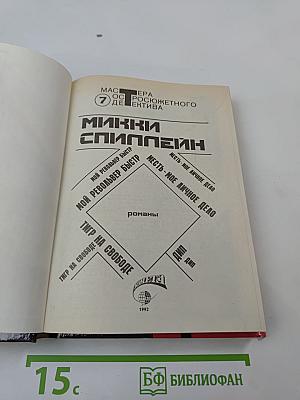 МАСТЕРА
ОСТРОСЮЖЕТНОГО
7 ДЕТЕКТИВА
МИККИ
СПИЛЛЕЙН
МОЙ РЕВОЛЬВЕР БЫСТР
МОЙ РЕВОЛЬВЕР БЫСТР
МЕСТЬ-МОЕ ЛИЧНОЕ ДЕЛО
МЕСТЬ-МОЕ ЛИЧНОЕ ДЕЛО
романы
ТИГР НА СВОБОДЕ
ТИГР НА СВОБОДЕ
ДИП
ДИП
1992
15с
БФ БИБЛИОФАН